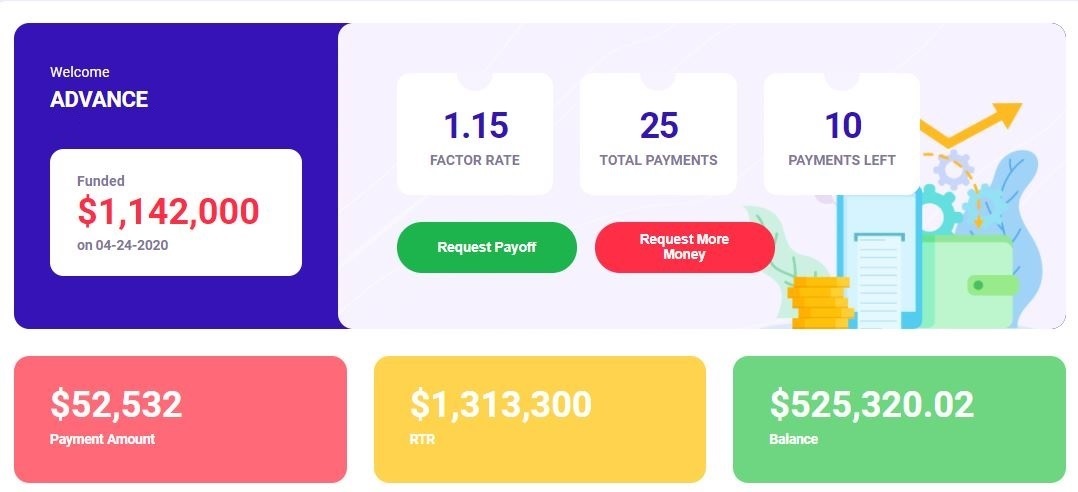 Welcome
ADVANCE
Funded
$1,142,000
on 04-24-2020
1.15
FACTOR RATE
25
TOTAL PAYMENTS
10
PAYMENTS LEFT
Request Payoff
Request More
Money
$52,532
Payment Amount
$1,313,300
RTR
$525,320.02
Balance